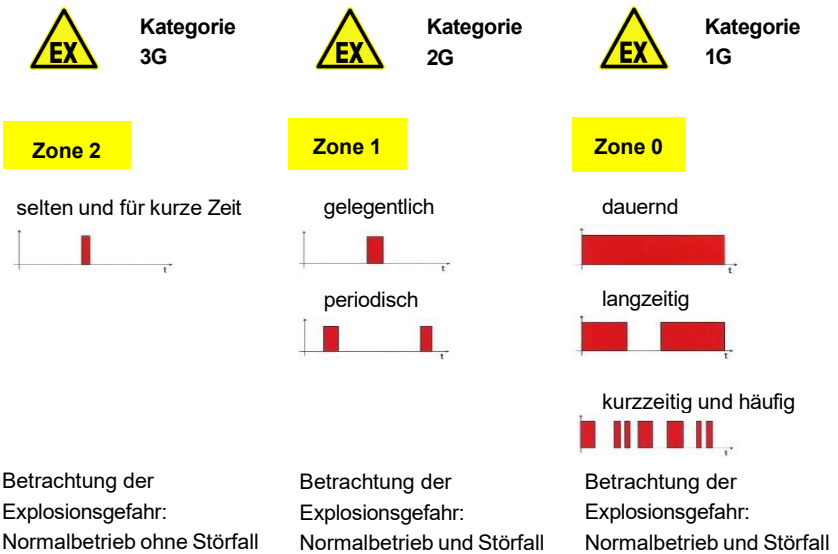 EX
Kategorie
3G
EX
Kategorie
2G
EX
Kategorie
1G
Zone 2
Zone 1
Zone 0
selten und für kurze Zeit
t
gelegentlich
t
periodisch
t
dauernd
t
langzeitig
t
kurzzeitig und häufig
t
Betrachtung der
Explosionsgefahr:
Normalbetrieb ohne Störfall
Betrachtung der
Explosionsgefahr:
Normalbetrieb und Störfall
Betrachtung der
Explosionsgefahr:
Normalbetrieb und Störfall